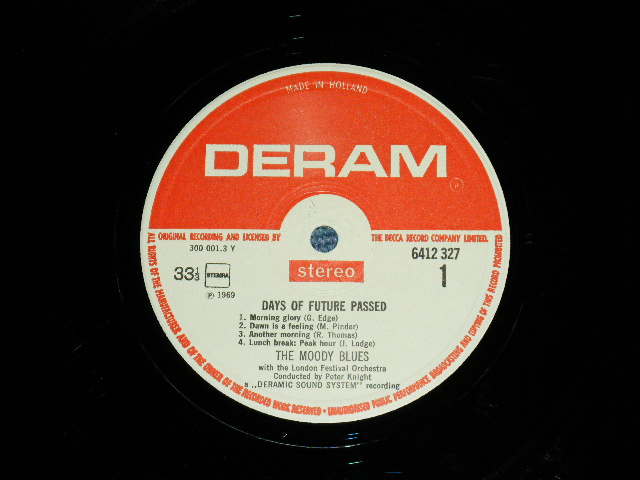 MADE IN HOLLAND
DERAM
R
ORIGINAL RECORDING AND LICENSED BY THE DECCA RECORD COMPANY LIMITED.
300 001.3 Y
6412 327
33⅓
STEMRA
stereo
1
Ⓟ 1969
DAYS OF FUTURE PASSED
1. Morning glory (G. Edge)
2. Dawn is a feeling (M. Pinder)
3. Another morning (R. Thomas)
4. Lunch break: Peak hour (J. Lodge)
THE MOODY BLUES
with the London Festival Orchestra
Conducted by Peter Knight
a „DERAMIC SOUND SYSTEM" recording
ALL RIGHTS OF THE MANUFACTURER AND OF THE OWNER OF THE RECORDED WORK RESERVED • UNAUTHORISED PUBLIC PERFORMANCE BROADCASTING AND COPYING OF THIS RECORD PROHIBITED